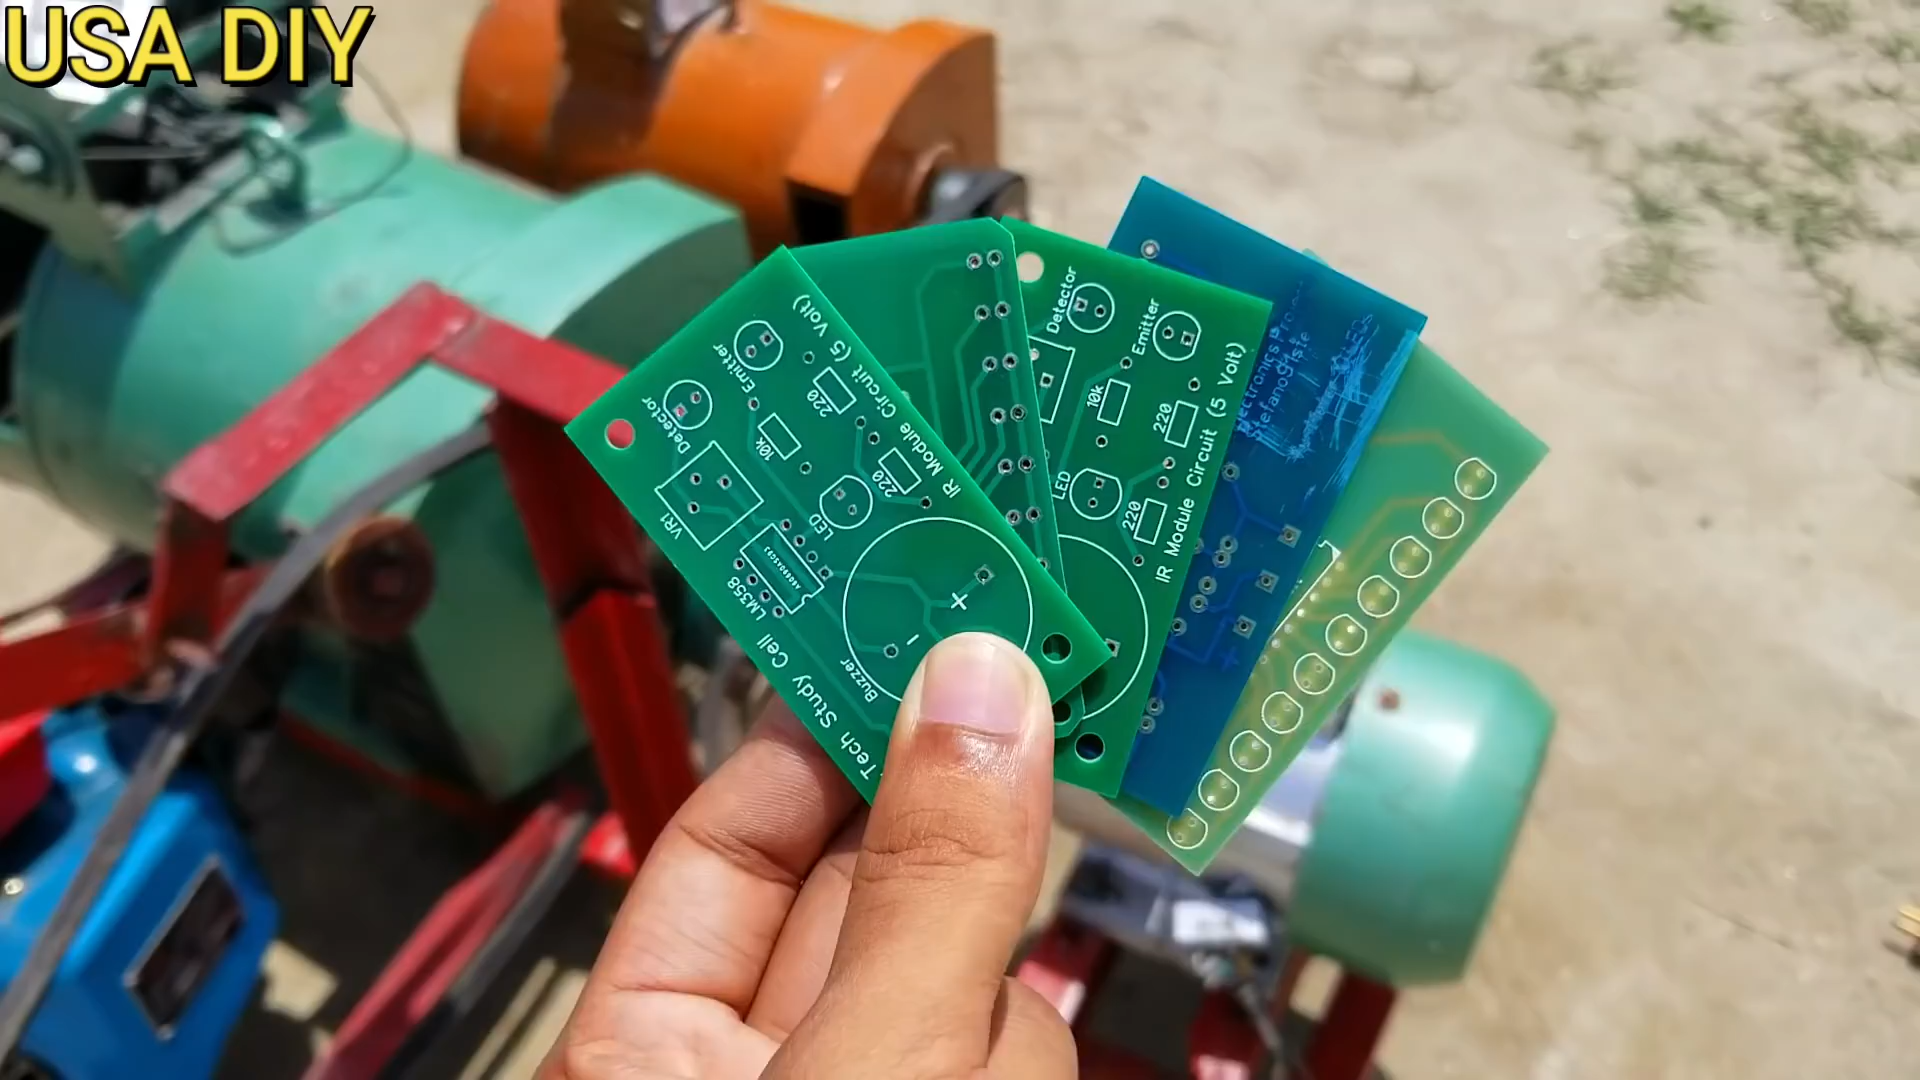 USA DIY
Detector
Emitter
220
IR Module Circuit (5 Volt)
10k
220
VR1
LED
LM358
Buzzer
+
-
Tech Study Cell
Detector
Emitter
10k
220
LED
220
IR Module Circuit (5 Volt)
+